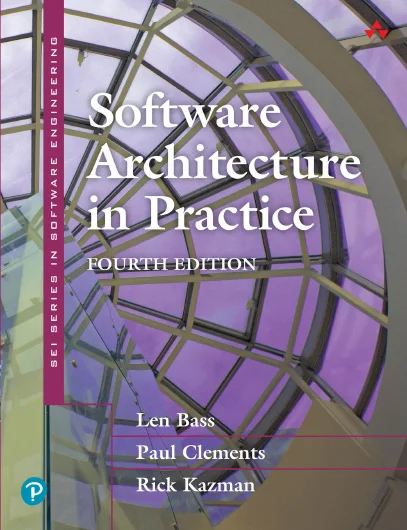 SEI SERIES IN SOFTWARE ENGINEERING
Software
Architecture
in Practice
FOURTH EDITION
Len Bass
Paul Clements
Rick Kazman
P